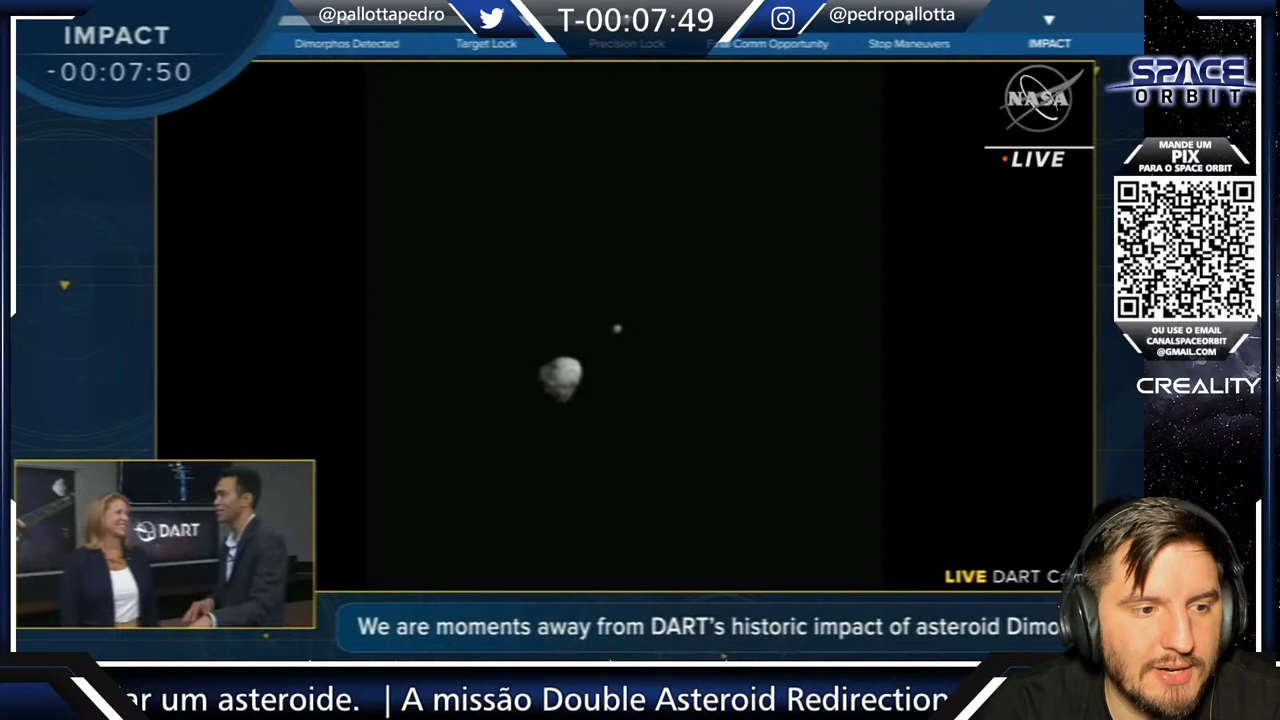 IMPACT
-00:07:50
@pallottapedro
T-00:07:49
@pedropallotta
Dimorphos Detected
Target Lock
Precision Lock
Final Comm Opportunity
Stop Maneuvers
IMPACT
NASA
LIVE
SPACE
ORBIT
MANDE UM
PIX
PARA O SPACE ORBIT
OU USE O EMAIL
CANALSPACEORBIT
@GMAIL.COM
CREALITY
DART
LIVE DART
We are moments away from DART's historic impact of asteroid Dimo
ar um asteroide. | A missão Double Asteroid Redirection